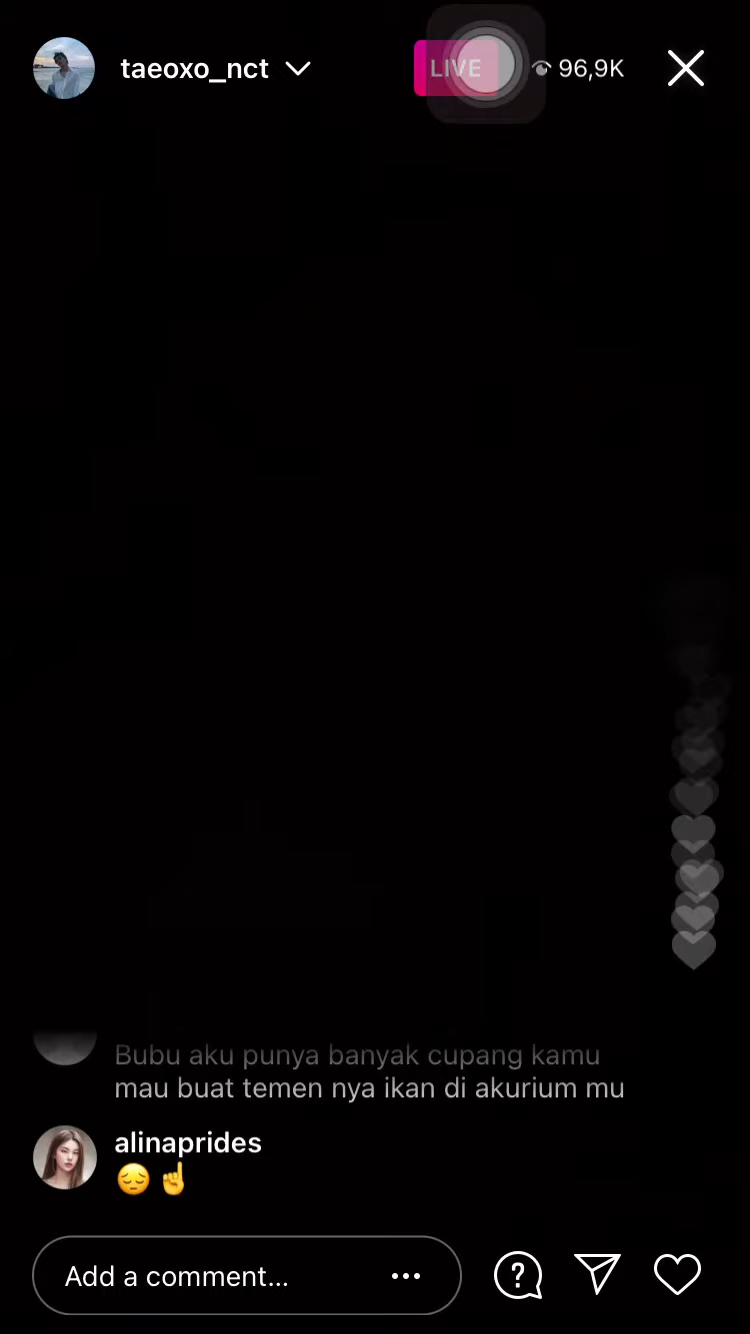 taeoxo_nct
LIVE
96,9K
Bubu aku punya banyak cupang kamu
mau buat temen nya ikan di akurium mu
alinaprides
😔☝️
Add a comment...